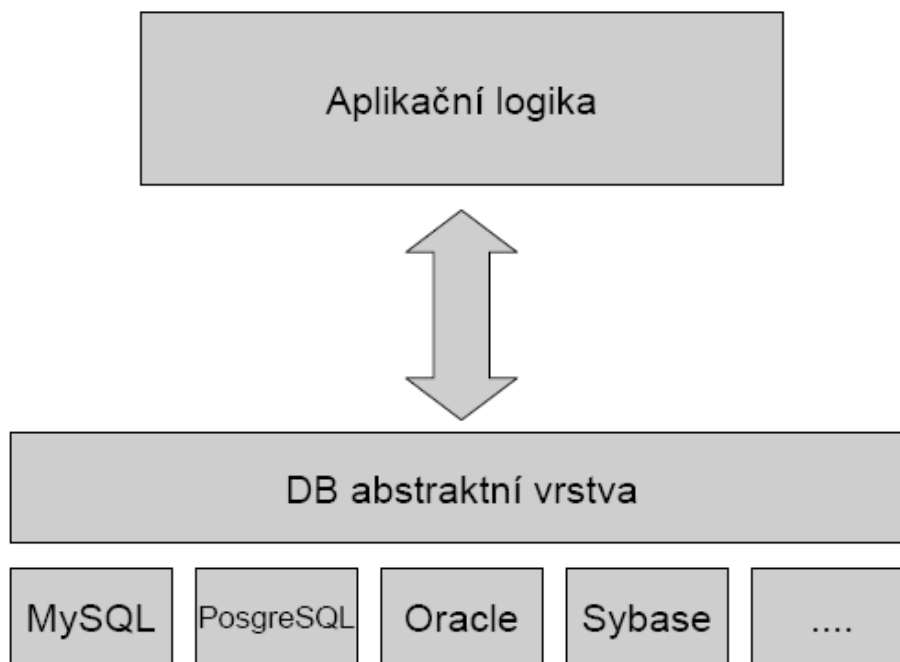 Aplikační logika
DB abstraktní vrstva
MySQL PosgreSQL Oracle Sybase ....